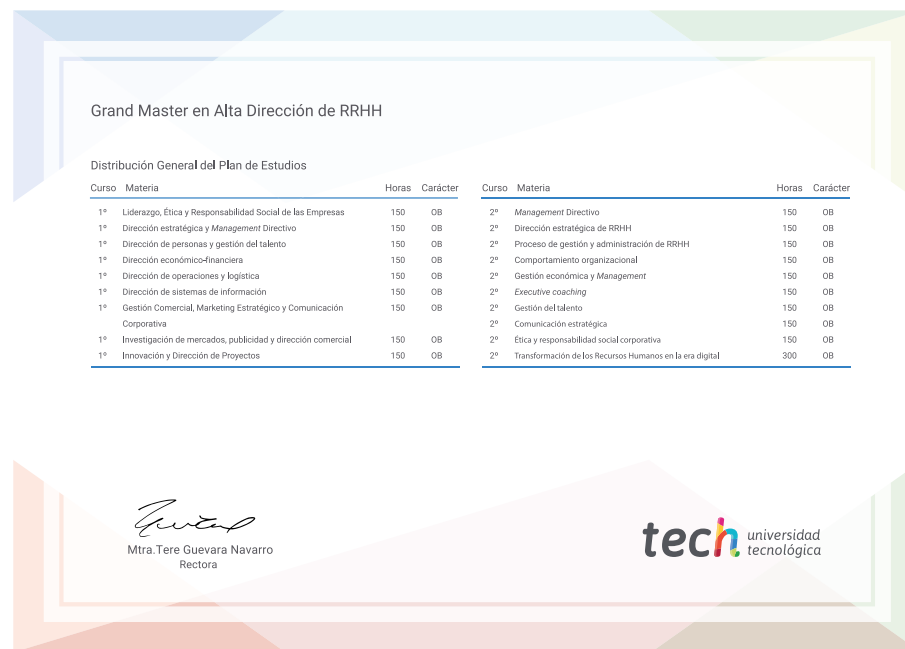 Grand Master en Alta Dirección de RRHH
Distribución General del Plan de Estudios
Curso Materia Horas Carácter
1º Liderazgo, Ética y Responsabilidad Social de las Empresas 150 OB
1º Dirección estratégica y Management Directivo 150 OB
1º Dirección de personas y gestión del talento 150 OB
1º Dirección económico-financiera 150 OB
1º Dirección de operaciones y logística 150 OB
1º Dirección de sistemas de información 150 OB
1º Gestión Comercial, Marketing Estratégico y Comunicación 150 OB
Corporativa
1º Investigación de mercados, publicidad y dirección comercial 150 OB
1º Innovación y Dirección de Proyectos 150 OB
Curso Materia Horas Carácter
2º Management Directivo 150 OB
2º Dirección estratégica de RRHH 150 OB
2º Proceso de gestión y administración de RRHH 150 OB
2º Comportamiento organizacional 150 OB
2º Gestión económica y Management 150 OB
2º Executive coaching 150 OB
2º Gestión del talento 150 OB
2º Comunicación estratégica 150 OB
2º Ética y responsabilidad social corporativa 150 OB
2º Transformación de los Recursos Humanos en la era digital 300 OB
Mtra.Tere Guevara Navarro
Rectora
tech universidad
tecnológica